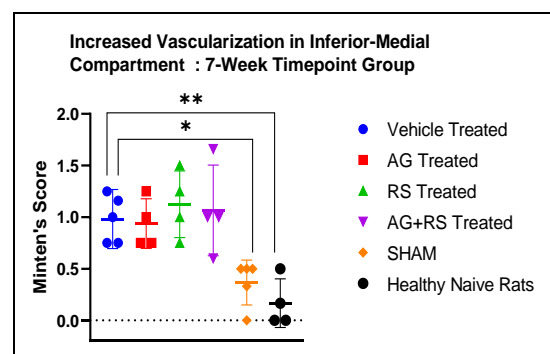 Increased Vascularization in Inferior-Medial
Compartment : 7-Week Timepoint Group
**
*
2.0
1.5
1.0
0.5
0.0
Minten's Score
Vehicle Treated
AG Treated
RS Treated
AG+RS Treated
SHAM
Healthy Naive Rats